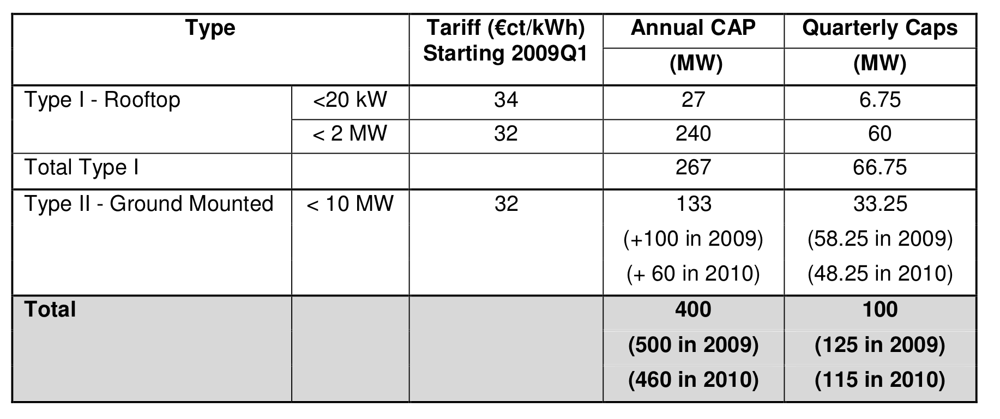 Type Tariff (€ct/kWh) Annual CAP Quarterly Caps
Starting 2009Q1 (MW) (MW)
Type I - Rooftop <20 kW 34 27 6.75
< 2 MW 32 240 60
Total Type I 267 66.75
Type II - Ground Mounted < 10 MW 32 133 33.25
(+100 in 2009) (58.25 in 2009)
(+ 60 in 2010) (48.25 in 2010)
Total 400 100
(500 in 2009) (125 in 2009)
(460 in 2010) (115 in 2010)